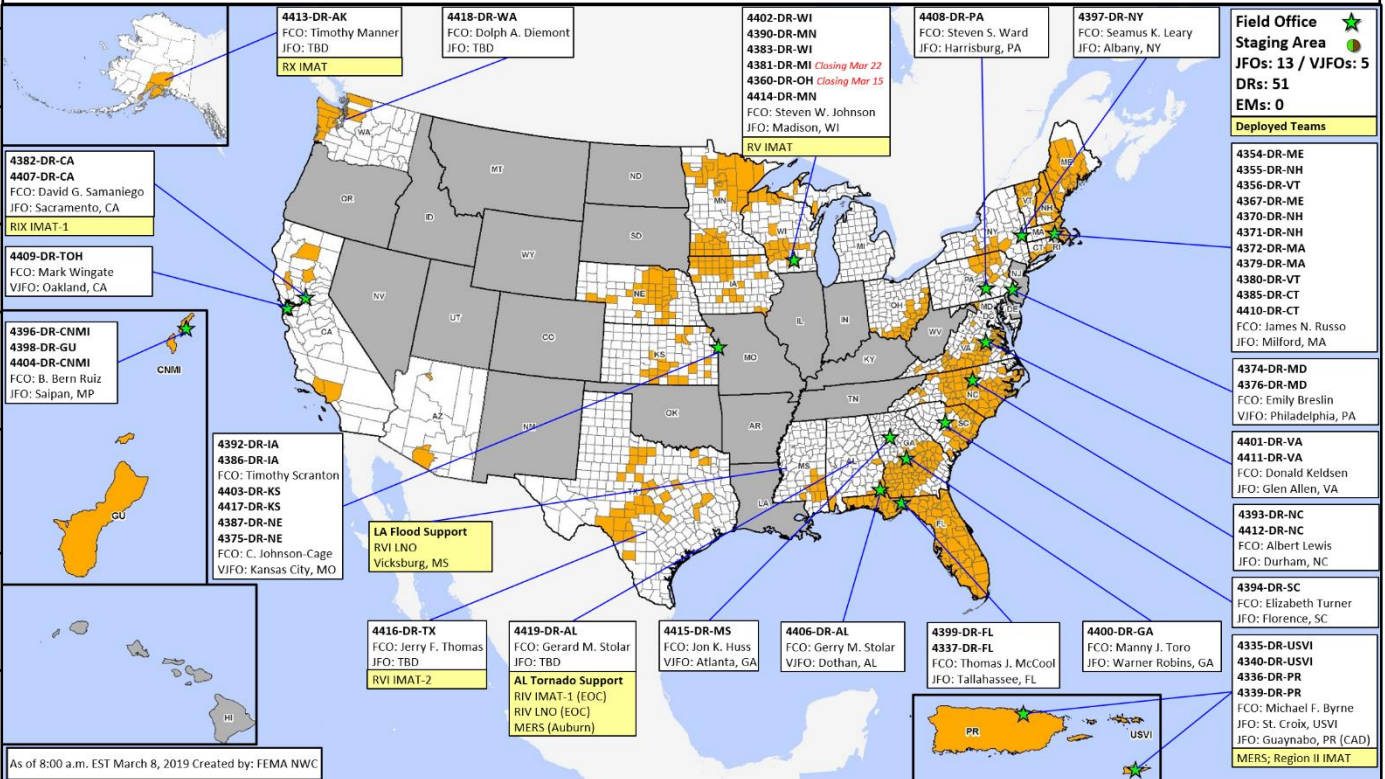 4413-DR-AK
FCO: Timothy Manner
JFO: TBD
RX IMAT
4418-DR-WA
FCO: Dolph A. Diemont
JFO: TBD
4402-DR-WI
4390-DR-MN
4383-DR-WI
4381-DR-MI Closing Mar 22
4360-DR-OH Closing Mar 15
4414-DR-MN
FCO: Steven W. Johnson
JFO: Madison, WI
RV IMAT
4408-DR-PA
FCO: Steven S. Ward
JFO: Harrisburg, PA
4397-DR-NY
FCO: Seamus K. Leary
JFO: Albany, NY
Field Office
Staging Area
JFOs: 13 / VJFOs: 5
DRs: 51
EMs: 0
Deployed Teams
4382-DR-CA
4407-DR-CA
FCO: David G. Samaniego
JFO: Sacramento, CA
RIX IMAT-1
4409-DR-TOH
FCO: Mark Wingate
VJFO: Oakland, CA
4396-DR-CNMI
4398-DR-GU
4404-DR-CNMI
FCO: B. Bern Ruiz
JFO: Saipan, MP
CNMI
GU
HI
4392-DR-IA
4386-DR-IA
FCO: Timothy Scranton
4403-DR-KS
4417-DR-KS
4387-DR-NE
4375-DR-NE
FCO: C. Johnson-Cage
VJFO: Kansas City, MO
LA Flood Support
RVI LNO
Vicksburg, MS
WA
OR
CA
NV
ID
MT
WY
UT
AZ
CO
NM
ND
SD
NE
KS
OK
TX
MN
IA
MO
AR
LA
WI
IL
MI
IN
OH
KY
TN
MS
AL
GA
FL
SC
NC
VA
WV
PA
NY
NJ
MD
DC
DE
CT
RI
MA
VT
NH
ME
4354-DR-ME
4355-DR-NH
4356-DR-VT
4367-DR-ME
4370-DR-NH
4371-DR-NH
4372-DR-MA
4379-DR-MA
4380-DR-VT
4385-DR-CT
4410-DR-CT
FCO: James N. Russo
JFO: Milford, MA
4374-DR-MD
4376-DR-MD
FCO: Emily Breslin
VJFO: Philadelphia, PA
4401-DR-VA
4411-DR-VA
FCO: Donald Keldsen
JFO: Glen Allen, VA
4393-DR-NC
4412-DR-NC
FCO: Albert Lewis
JFO: Durham, NC
4394-DR-SC
FCO: Elizabeth Turner
JFO: Florence, SC
4335-DR-USVI
4340-DR-USVI
4336-DR-PR
4339-DR-PR
FCO: Michael F. Byrne
JFO: St. Croix, USVI
JFO: Guaynabo, PR (CAD)
MERS; Region II IMAT
4416-DR-TX
FCO: Jerry F. Thomas
JFO: TBD
RVI IMAT-2
4419-DR-AL
FCO: Gerard M. Stolar
JFO: TBD
AL Tornado Support
RIV IMAT-1 (EOC)
RIV LNO (EOC)
MERS (Auburn)
4415-DR-MS
FCO: Jon K. Huss
VJFO: Atlanta, GA
4406-DR-AL
FCO: Gerry M. Stolar
VJFO: Dothan, AL
4399-DR-FL
4337-DR-FL
FCO: Thomas J. McCool
JFO: Tallahassee, FL
4400-DR-GA
FCO: Manny J. Toro
JFO: Warner Robins, GA
PR
USVI
As of 8:00 a.m. EST March 8, 2019 Created by: FEMA NWC